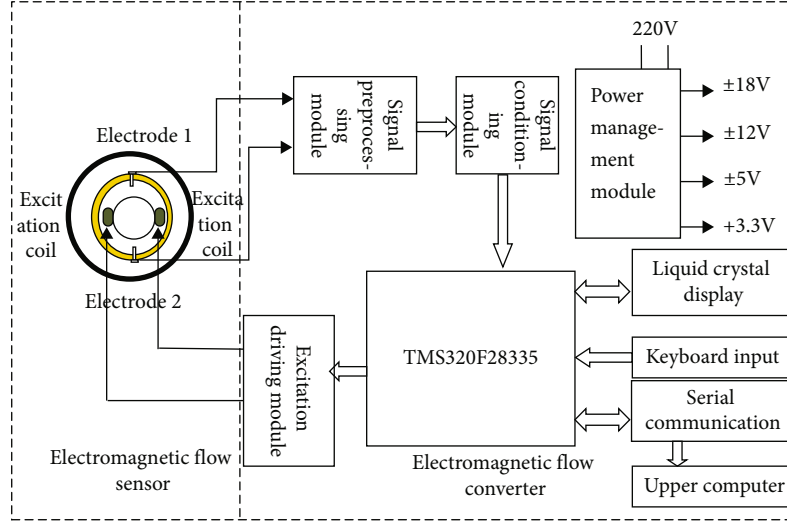 220V
Power
manage-
ment
module
±18V
±12V
±5V
+3.3V
Signal
preproces-
sing
module
Signal
condition-
ing
module
Electrode 1
Excit
ation
coil
Excita
tion
coil
Electrode 2
Excitation
driving module
TMS320F28335
Liquid crystal
display
Keyboard input
Serial
communication
Upper computer
Electromagnetic flow
sensor
Electromagnetic flow
converter